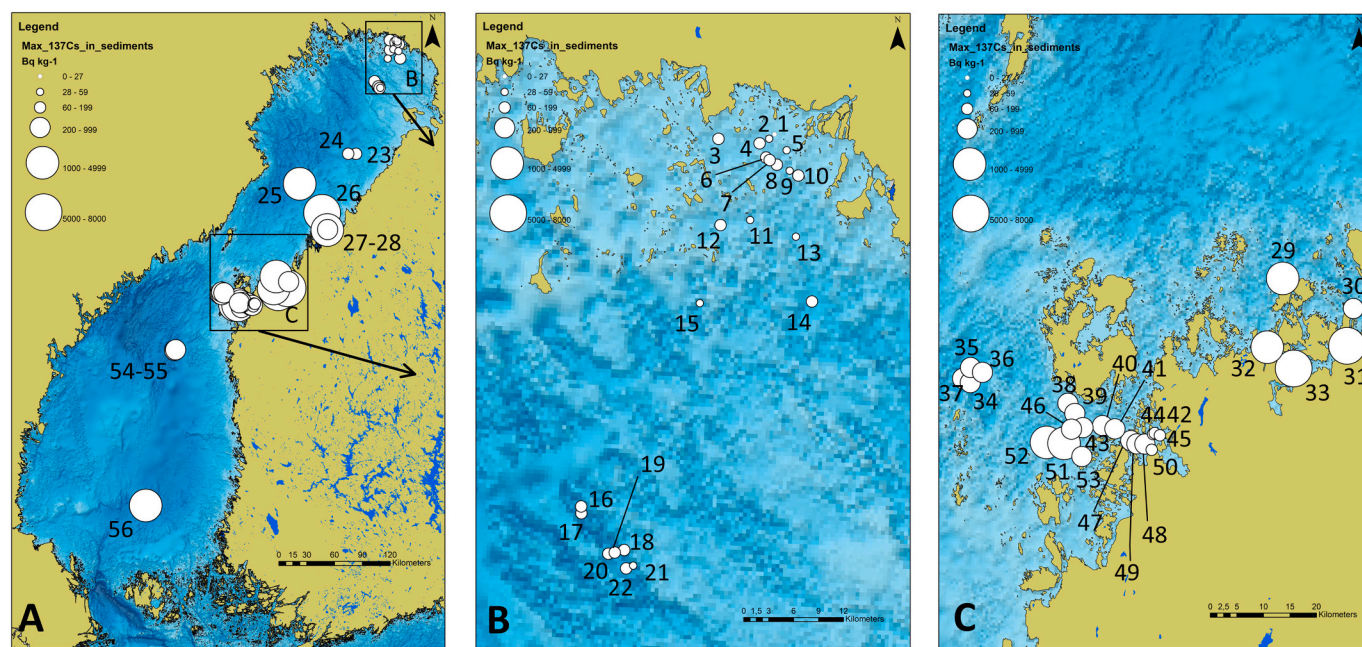 Legend
Max_137Cs_in_sediments
Bq kg-1
0 - 27
28 - 59
60 - 199
200 - 999
1000 - 4999
5000 - 8000
N
B
24
23
25
26
27-28
C
54-55
56
0 15 30 60 90 120
Kilometers
A
Legend
Max_137Cs_in_sediments
Bq kg-1
0 - 27
28 - 59
60 - 199
200 - 999
1000 - 4999
5000 - 8000
N
2 1
3 4 5
6
8 9 10
7
12 11
13
15 14
19
16
17
18
20 21
22
0 1,5 3 6 9 12
Kilometers
B
Legend
Max_137Cs_in_sediments
Bq kg-1
0 - 27
28 - 59
60 - 199
200 - 999
1000 - 4999
5000 - 8000
29
30
35 36 40 41 32 31
33
37 34
38
46 39
44 42
43 45
52 51 53 50
47
48
49
0 2,5 5 10 15 20
Kilometers
C